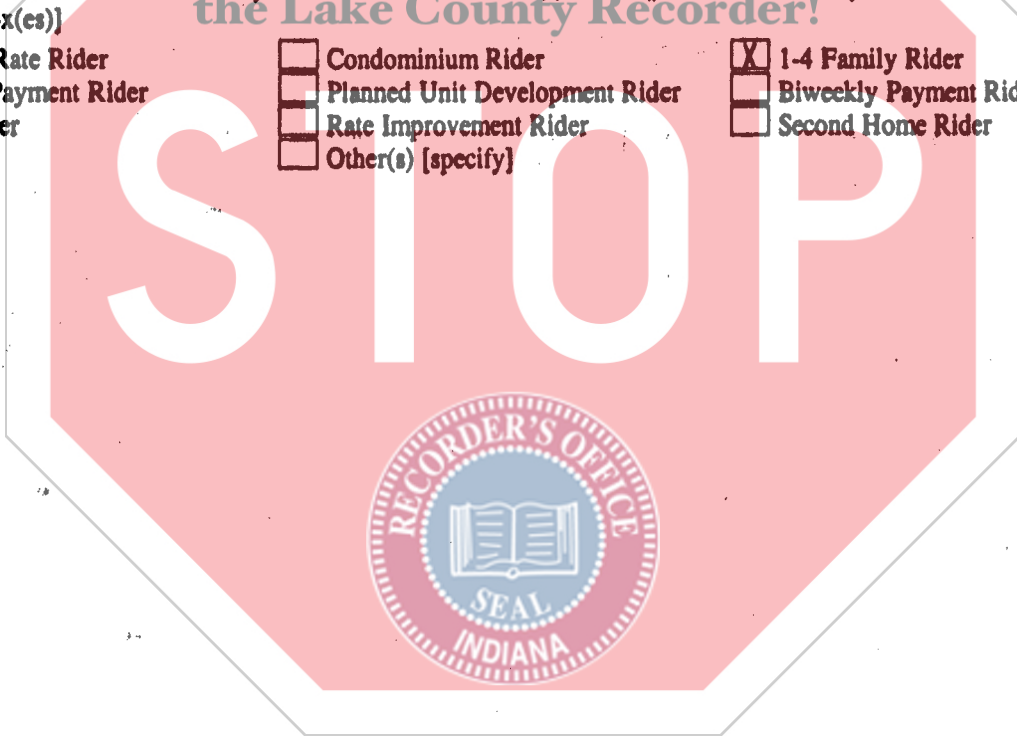 the Lake County Recorder!
x(es)]
Rate Rider Condominium Rider X 1-4 Family Rider
Payment Rider Planned Unit Development Rider Biweekly Payment Rid
er Rate Improvement Rider Second Home Rider
Other(s) [specify]
STOP
RECORDER'S OFFICE
SEAL
INDIANA